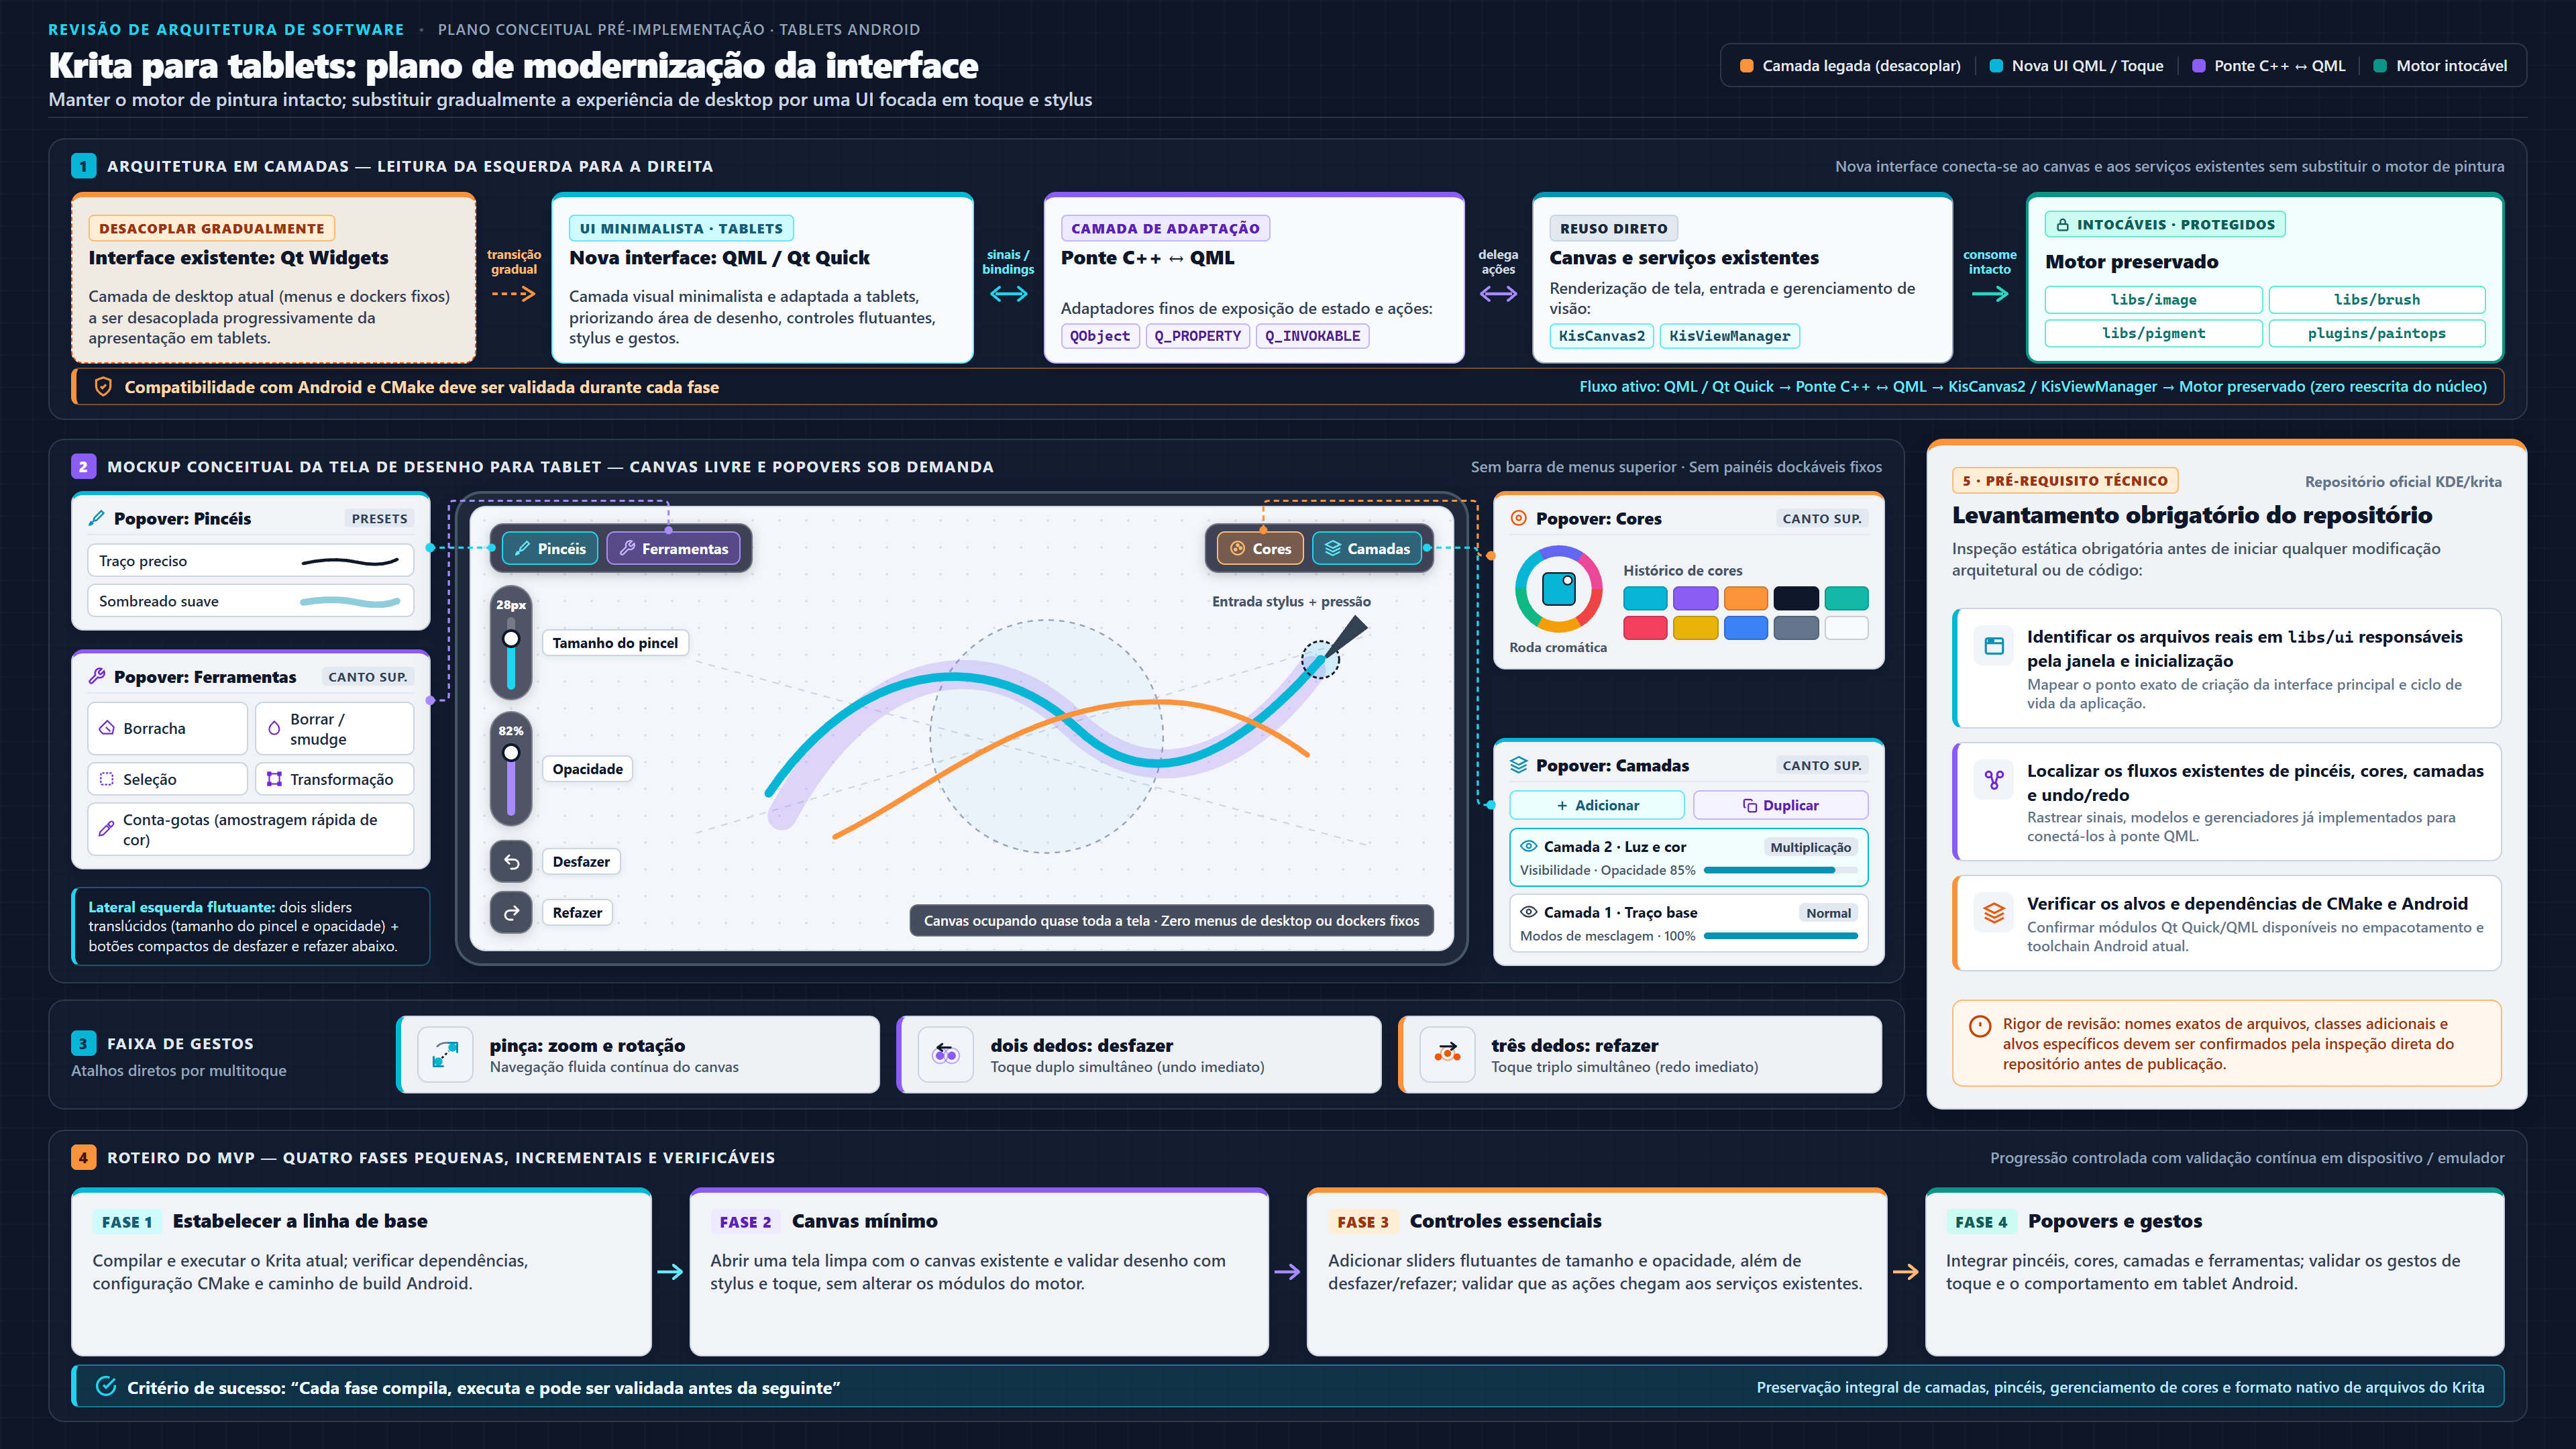 REVISÃO DE ARQUITETURA DE SOFTWARE • PLANO CONCEITUAL PRÉ-IMPLEMENTAÇÃO · TABLETS ANDROID
Krita para tablets: plano de modernização da interface
Manter o motor de pintura intacto; substituir gradualmente a experiência de desktop por uma UI focada em toque e stylus
Camada legada (desacoplar)
Nova UI QML / Toque
Ponte C++ ↔ QML
Motor intocável
1 ARQUITETURA EM CAMADAS — LEITURA DA ESQUERDA PARA A DIREITA
Nova interface conecta-se ao canvas e aos serviços existentes sem substituir o motor de pintura
DESACOPLAR GRADUALMENTE
Interface existente: Qt Widgets
Camada de desktop atual (menus e dockers fixos)
a ser desacoplada progressivamente da
apresentação em tablets.
transição
gradual
UI MINIMALISTA · TABLETS
Nova interface: QML / Qt Quick
Camada visual minimalista e adaptada a tablets,
priorizando área de desenho, controles flutuantes,
stylus e gestos.
sinais /
bindings
CAMADA DE ADAPTAÇÃO
Ponte C++ ↔ QML
Adaptadores finos de exposição de estado e ações:
QObject
Q_PROPERTY
Q_INVOKABLE
delega
ações
REUSO DIRETO
Canvas e serviços existentes
Renderização de tela, entrada e gerenciamento de
visão:
KisCanvas2
KisViewManager
consome
intacto
INTOCÁVEIS · PROTEGIDOS
Motor preservado
libs/image
libs/brush
libs/pigment
plugins/paintops
Compatibilidade com Android e CMake deve ser validada durante cada fase
Fluxo ativo: QML / Qt Quick → Ponte C++ ↔ QML → KisCanvas2 / KisViewManager → Motor preservado (zero reescrita do núcleo)
2 MOCKUP CONCEITUAL DA TELA DE DESENHO PARA TABLET — CANVAS LIVRE E POPOVERS SOB DEMANDA
Sem barra de menus superior · Sem painéis dockáveis fixos
Popover: Pincéis
PRESETS
Traço preciso
Sombreado suave
Popover: Ferramentas
CANTO SUP.
Borracha
Borrar /
smudge
Seleção
Transformação
Conta-gotas (amostragem rápida de
cor)
Lateral esquerda flutuante: dois sliders
translúcidos (tamanho do pincel e opacidade) +
botões compactos de desfazer e refazer abaixo.
Pincéis
Ferramentas
Cores
Camadas
28px
Tamanho do pincel
82%
Opacidade
Desfazer
Refazer
Entrada stylus + pressão
Canvas ocupando quase toda a tela · Zero menus de desktop ou dockers fixos
Popover: Cores
CANTO SUP.
Roda cromática
Histórico de cores
Popover: Camadas
CANTO SUP.
+ Adicionar
Duplicar
Camada 2 · Luz e cor
Multiplicação
Visibilidade · Opacidade 85%
Camada 1 · Traço base
Normal
Modos de mesclagem · 100%
5 · PRÉ-REQUISITO TÉCNICO
Repositório oficial KDE/krita
Levantamento obrigatório do repositório
Inspeção estática obrigatória antes de iniciar qualquer modificação
arquitetural ou de código:
Identificar os arquivos reais em libs/ui responsáveis
pela janela e inicialização
Mapear o ponto exato de criação da interface principal e ciclo de
vida da aplicação.
Localizar os fluxos existentes de pincéis, cores, camadas
e undo/redo
Rastrear sinais, modelos e gerenciadores já implementados para
conectá-los à ponte QML.
Verificar os alvos e dependências de CMake e Android
Confirmar módulos Qt Quick/QML disponíveis no empacotamento e
toolchain Android atual.
Rigor de revisão: nomes exatos de arquivos, classes adicionais e
alvos específicos devem ser confirmados pela inspeção direta do
repositório antes de publicação.
3 FAIXA DE GESTOS
Atalhos diretos por multitoque
pinça: zoom e rotação
Navegação fluida contínua do canvas
dois dedos: desfazer
Toque duplo simultâneo (undo imediato)
três dedos: refazer
Toque triplo simultâneo (redo imediato)
4 ROTEIRO DO MVP — QUATRO FASES PEQUENAS, INCREMENTAIS E VERIFICÁVEIS
Progressão controlada com validação contínua em dispositivo / emulador
FASE 1 Estabelecer a linha de base
Compilar e executar o Krita atual; verificar dependências,
configuração CMake e caminho de build Android.
FASE 2 Canvas mínimo
Abrir uma tela limpa com o canvas existente e validar desenho com
stylus e toque, sem alterar os módulos do motor.
FASE 3 Controles essenciais
Adicionar sliders flutuantes de tamanho e opacidade, além de
desfazer/refazer; validar que as ações chegam aos serviços existentes.
FASE 4 Popovers e gestos
Integrar pincéis, cores, camadas e ferramentas; validar os gestos de
toque e o comportamento em tablet Android.
Critério de sucesso: “Cada fase compila, executa e pode ser validada antes da seguinte”
Preservação integral de camadas, pincéis, gerenciamento de cores e formato nativo de arquivos do Krita